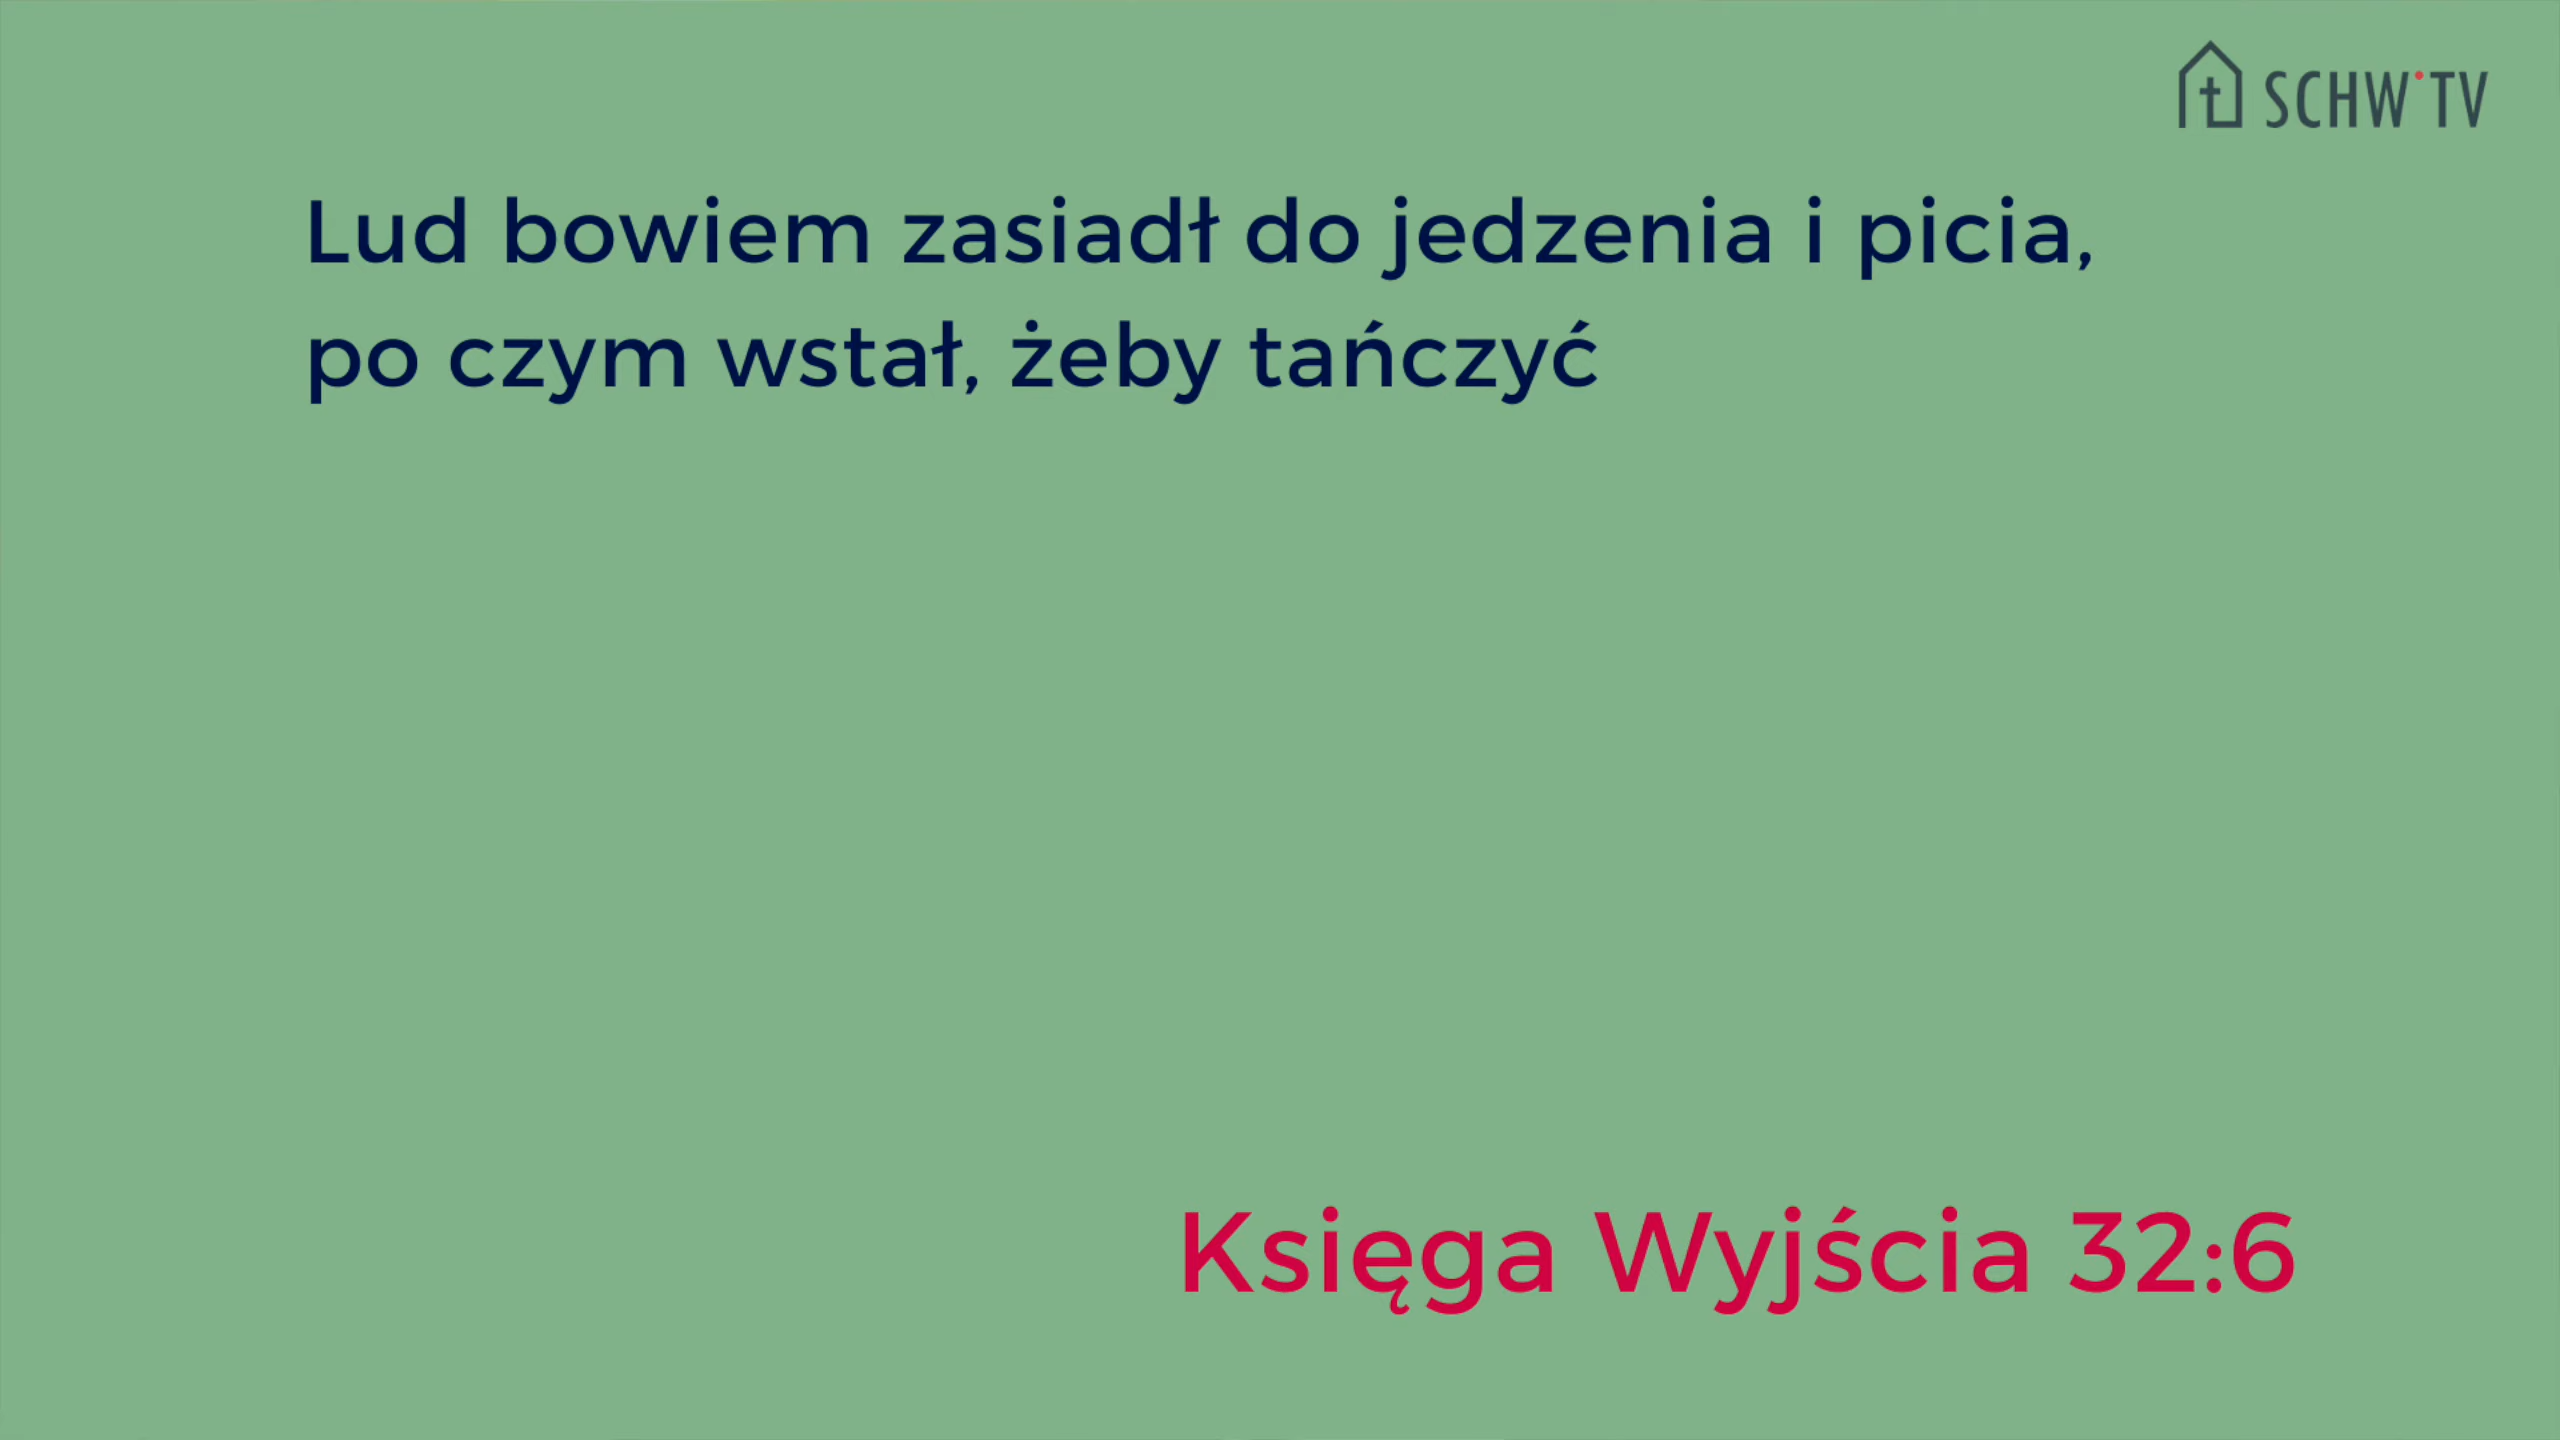 SCHW TV
Lud bowiem zasiadł do jedzenia i picia,
po czym wstał, żeby tańczyć
Księga Wyjścia 32:6